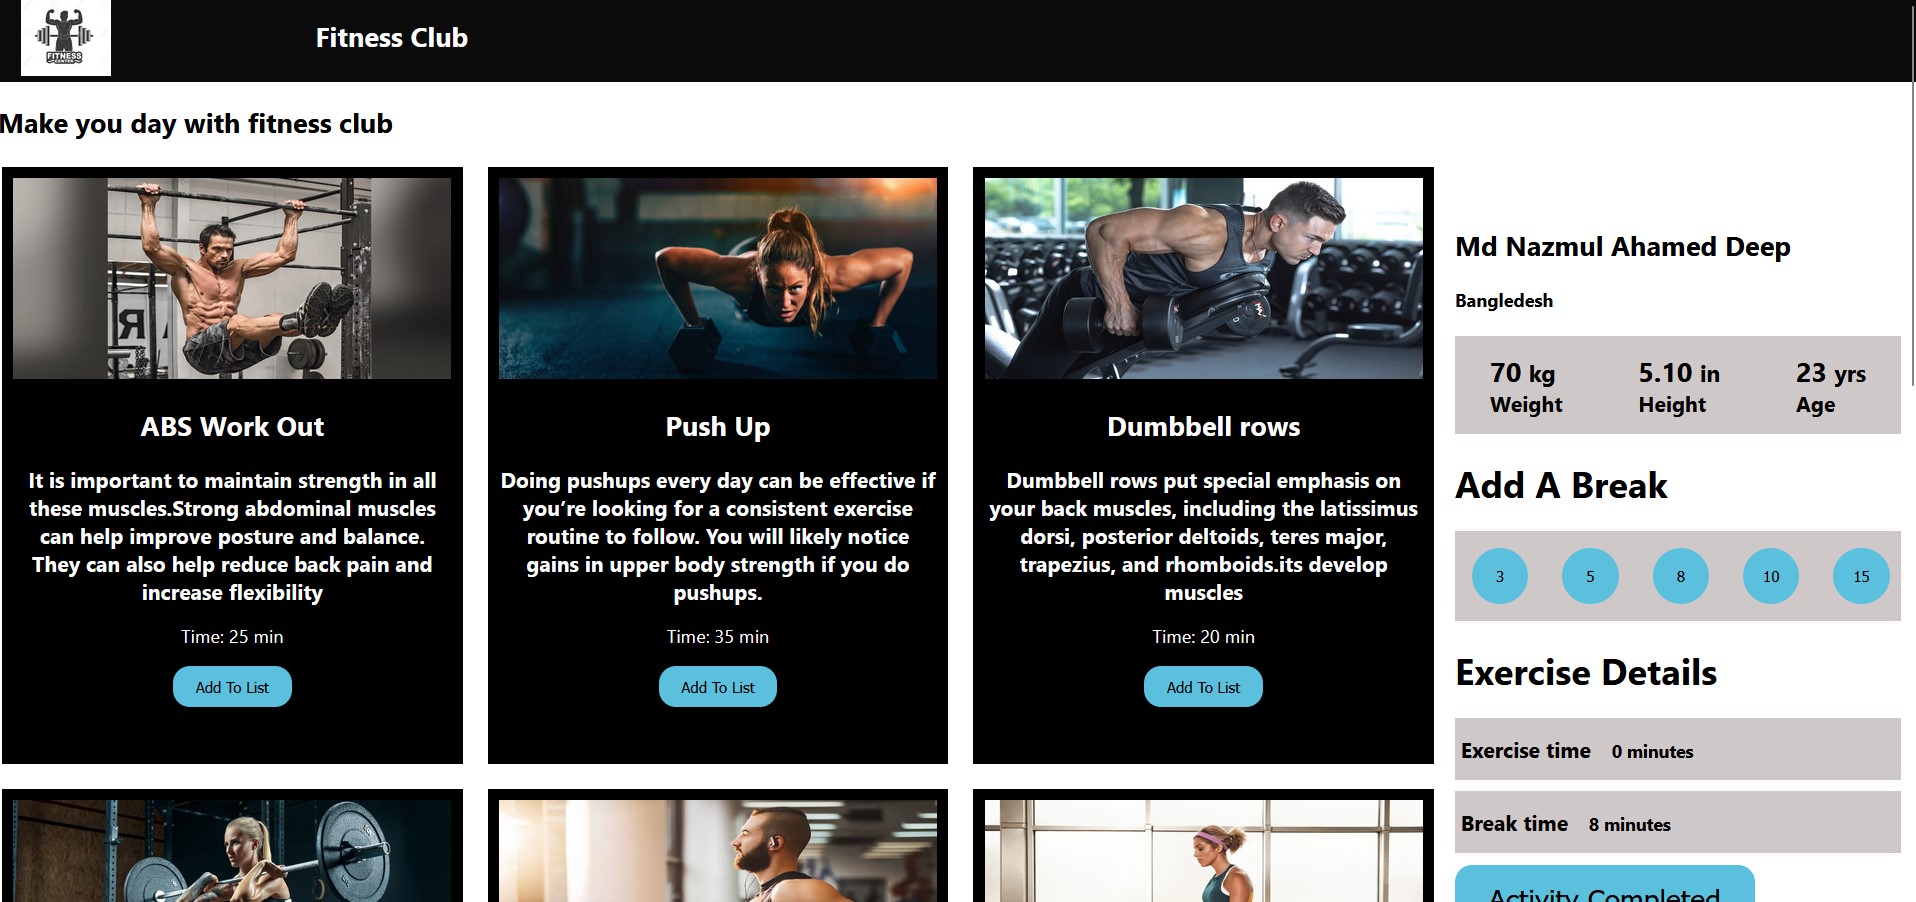 FITNESS
CENTER
Fitness Club
Make you day with fitness club
ABS Work Out
It is important to maintain strength in all
these muscles.Strong abdominal muscles
can help improve posture and balance.
They can also help reduce back pain and
increase flexibility
Time: 25 min
Add To List
Push Up
Doing pushups every day can be effective if
you’re looking for a consistent exercise
routine to follow. You will likely notice
gains in upper body strength if you do
pushups.
Time: 35 min
Add To List
Dumbbell rows
Dumbbell rows put special emphasis on
your back muscles, including the latissimus
dorsi, posterior deltoids, teres major,
trapezius, and rhomboids.its develop
muscles
Time: 20 min
Add To List
Md Nazmul Ahamed Deep
Bangledesh
70 kg 5.10 in 23 yrs
Weight Height Age
Add A Break
3 5 8 10 15
Exercise Details
Exercise time 0 minutes
Break time 8 minutes
Activity Completed